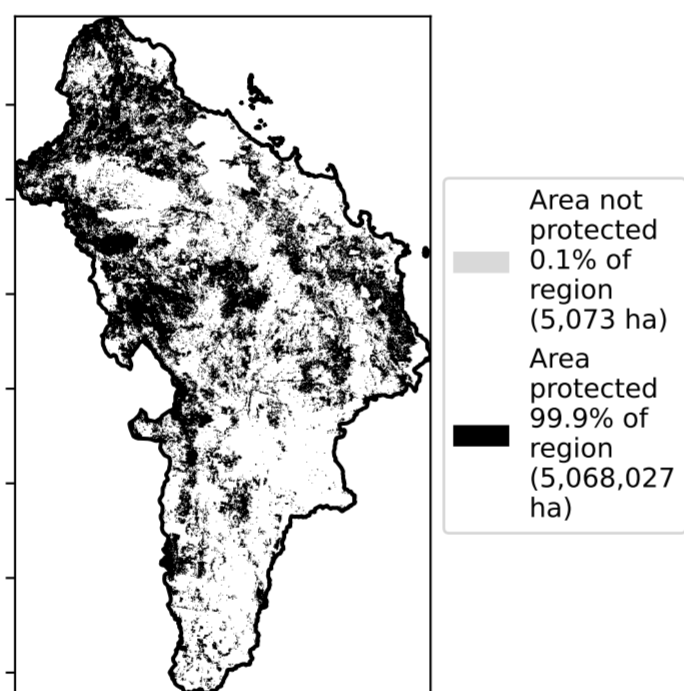 Area not
protected
0.1% of
region
(5,073 ha)
Area
protected
99.9% of
region
(5,068,027
ha)